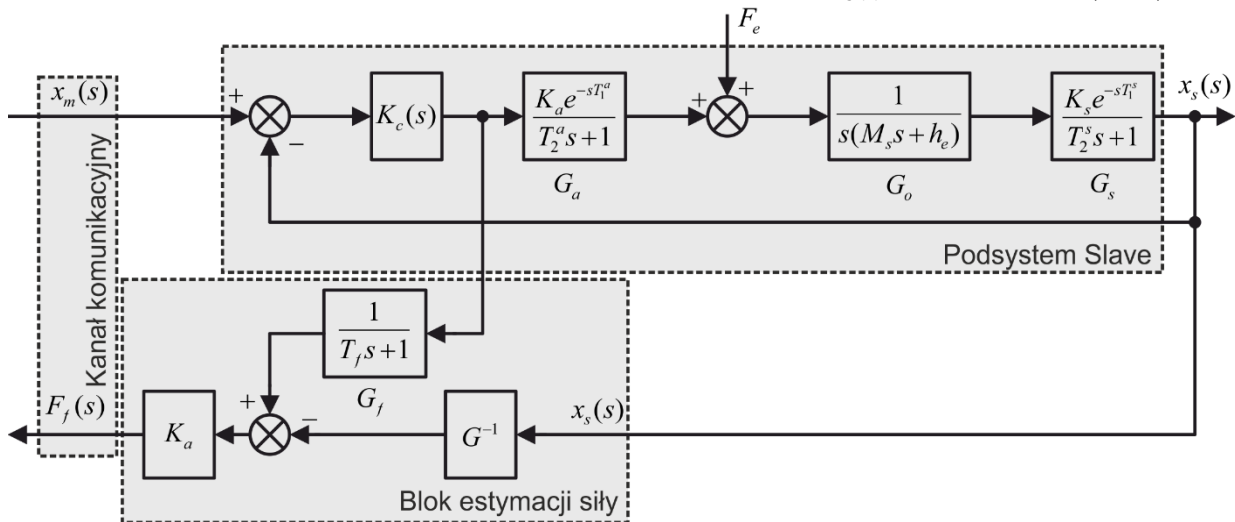 F_e
x_m(s)
x_s(s)
+
−
K_c(s)
K_a e^{-sT_1^a}
T_2^a s+1
G_a
+
+
1
s(M_s s+h_e)
G_o
K_s e^{-sT_1^s}
T_2^s s+1
G_s
Podsystem Slave
Kanał komunikacyjny
1
T_f s+1
G_f
F_f(s)
K_a
+
−
G^{-1}
x_s(s)
Blok estymacji siły